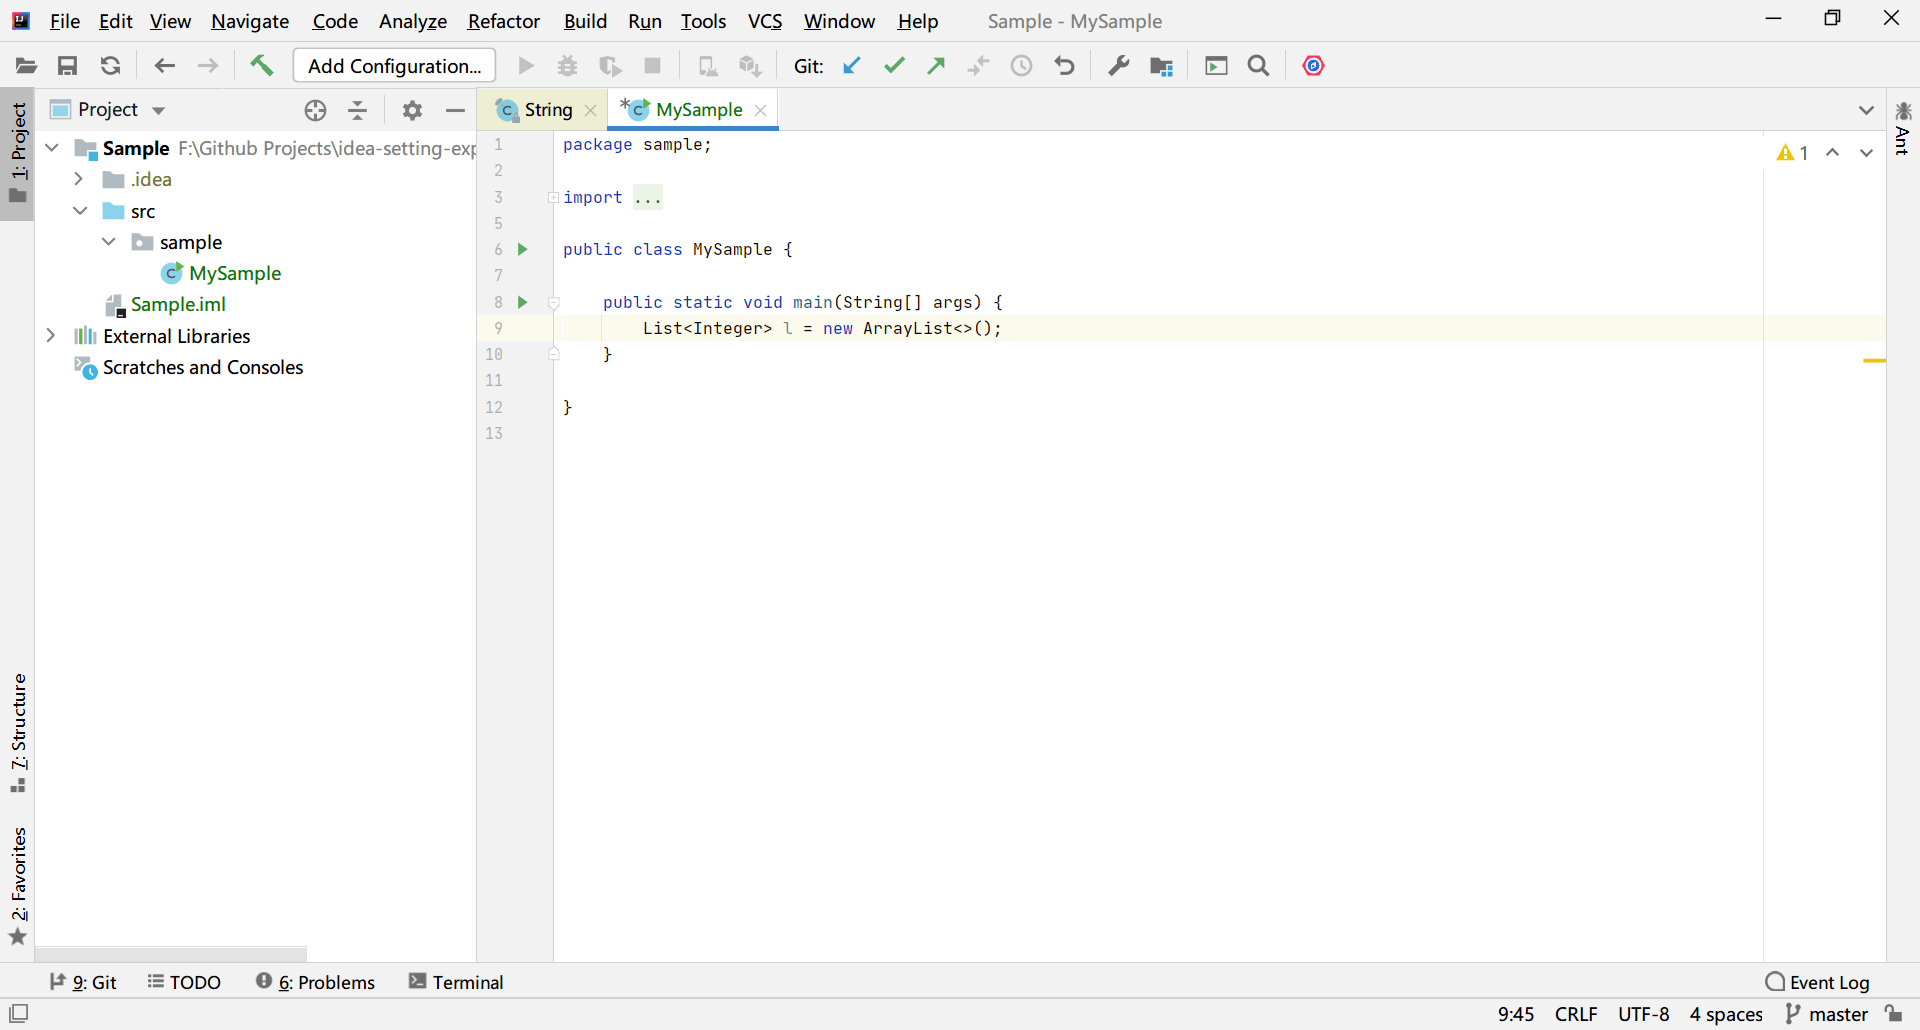 File Edit View Navigate Code Analyze Refactor Build Run Tools VCS Window Help Sample - MySample
Add Configuration... Git:
1: Project
Project
Sample F:\Github Projects\idea-setting-exp
.idea
src
sample
MySample
Sample.iml
External Libraries
Scratches and Consoles
7: Structure
2: Favorites
String MySample
1 package sample;
2
3 import ...
5
6 public class MySample {
7
8 public static void main(String[] args) {
9 List<Integer> l = new ArrayList<>();
10 }
11
12 }
13
1
Ant
9: Git TODO 6: Problems Terminal Event Log
9:45 CRLF UTF-8 4 spaces master